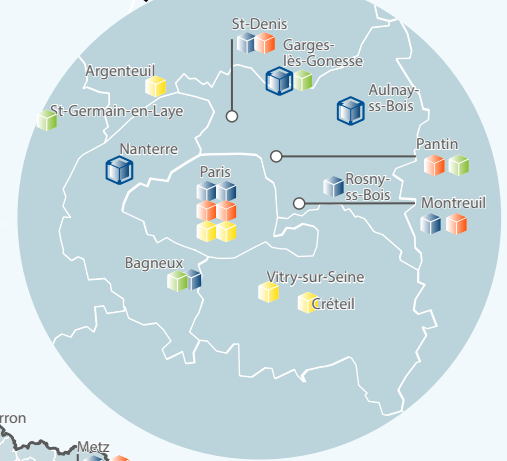 St-Denis
Garges-
lès-Gonesse
Argenteuil
Aulnay-
ss-Bois
St-Germain-en-Laye
Pantin
Nanterre
Paris
Rosny-
ss-Bois
Montreuil
Bagneux
Vitry-sur-Seine
Créteil
rron
Metz